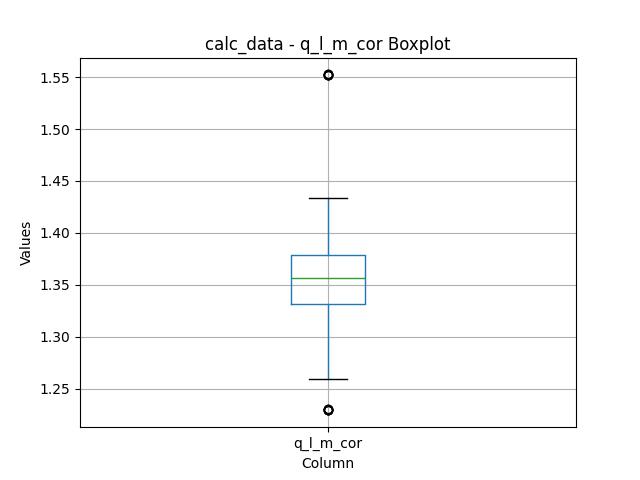 calc_data - q_l_m_cor Boxplot
1.55
1.50
1.45
1.40
1.35
1.30
1.25
Values
q_l_m_cor
Column